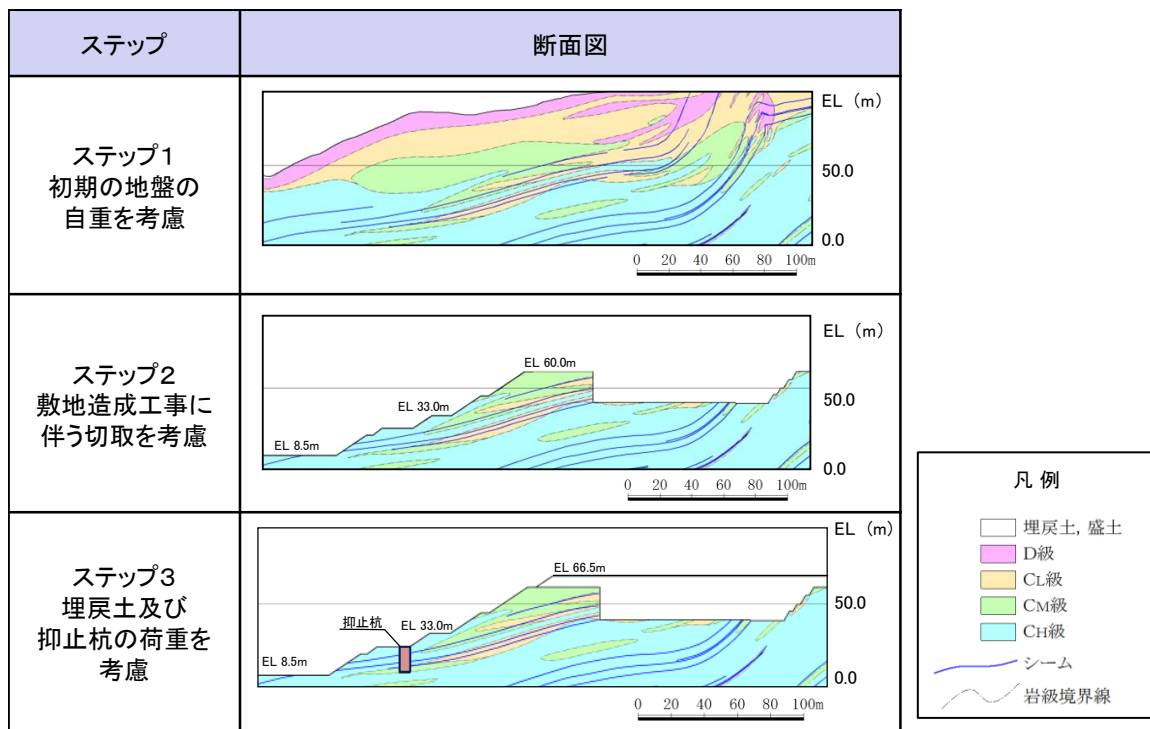 ステップ
断面図
ステップ1
初期の地盤の
自重を考慮
EL (m)
50.0
0.0
0 20 40 60 80 100m
ステップ2
敷地造成工事に
伴う切取を考慮
EL (m)
EL 60.0m
EL 33.0m
EL 8.5m
50.0
0.0
0 20 40 60 80 100m
ステップ3
埋戻土及び
抑止杭の荷重を
考慮
EL (m)
EL 66.5m
抑止杭
EL 33.0m
EL 8.5m
50.0
0.0
0 20 40 60 80 100m
凡 例
埋戻土, 盛土
D級
CL級
CM級
CH級
シーム
岩級境界線